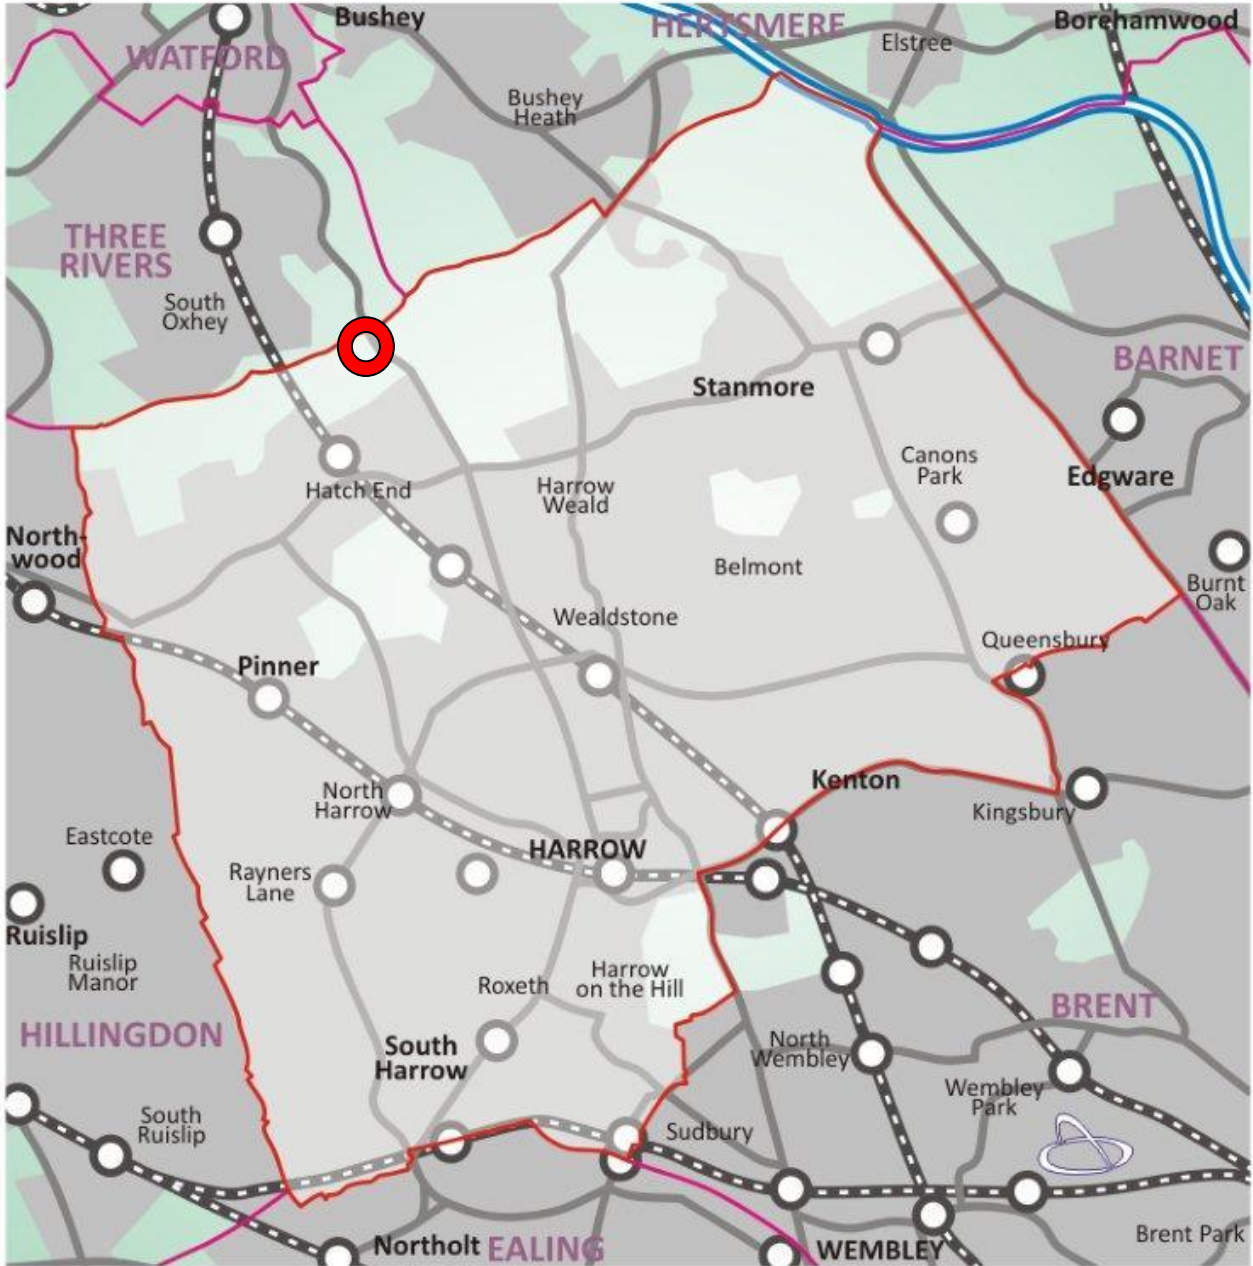 Bushey
HERTSMERE
Borehamwood
WATFORD
Elstree
Bushey
Heath
THREE
RIVERS
South
Oxhey
BARNET
Stanmore
Edgware
Canons
Park
Hatch End
Harrow
Weald
North-
wood
Belmont
Burnt
Oak
Wealdstone
Queensbury
Pinner
Kenton
North
Harrow
Kingsbury
Eastcote
HARROW
Rayners
Lane
Ruislip
Ruislip
Manor
Roxeth
Harrow
on the Hill
BRENT
HILLINGDON
South
Harrow
North
Wembley
Wembley
Park
South
Ruislip
Sudbury
Northolt
EALING
WEMBLEY
Brent Park